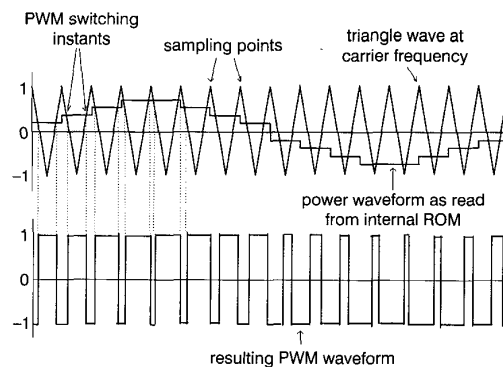 PWM switching
instants
sampling points
triangle wave at
carrier frequency
1
0
−1
power waveform as read
from internal ROM
1
0
−1
resulting PWM waveform